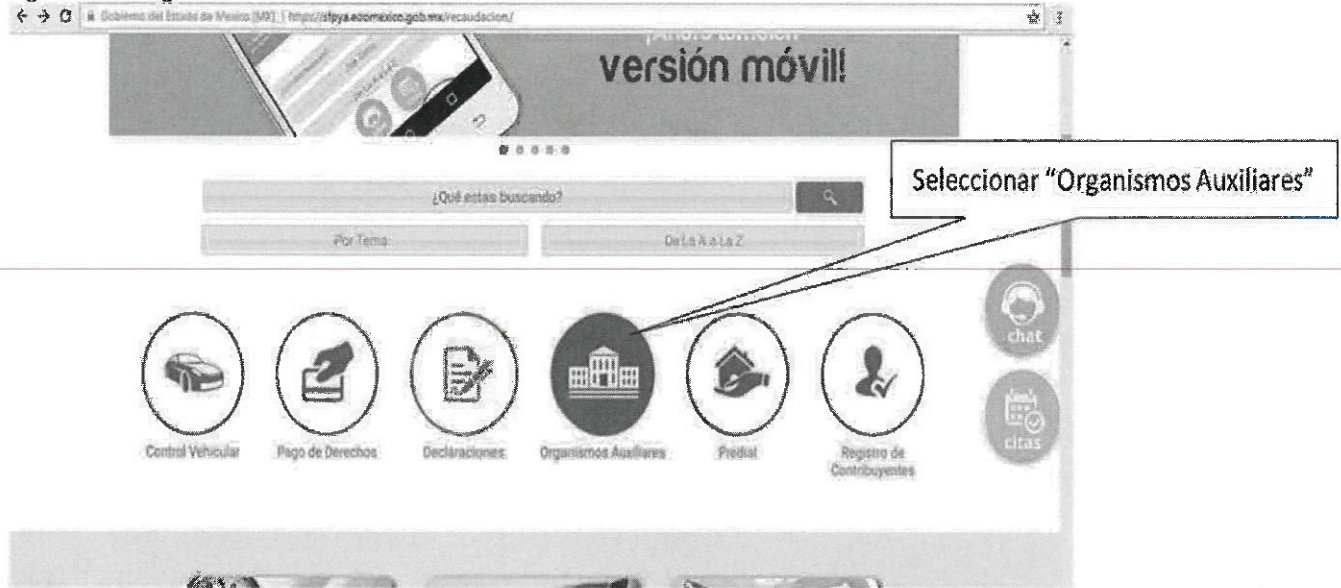 Gobierno del Estado de Mexico [MX] | https://sfpya.edomexico.gob.mx/recaudacion/
versión móvil!
¿Qué estas buscando?
Por Tema:
De La A a La Z
Seleccionar “Organismos Auxiliares”
chat
citas
Control Vehicular
Pago de Derechos
Declaraciones
Organismos Auxiliares
Predial
Registro de
Contribuyentes